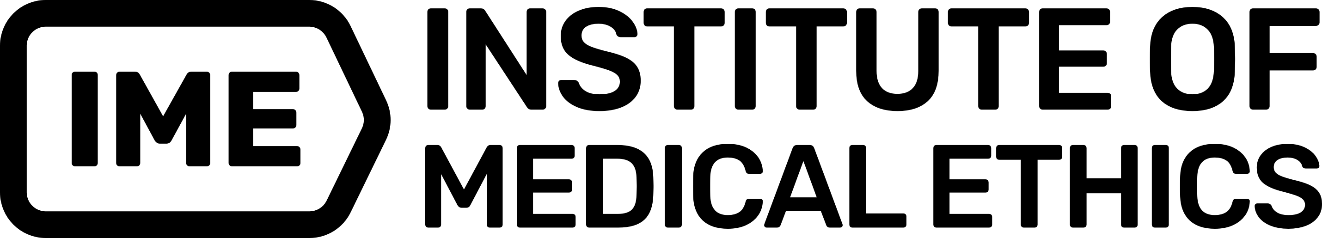 IME
INSTITUTE OF
MEDICAL ETHICS